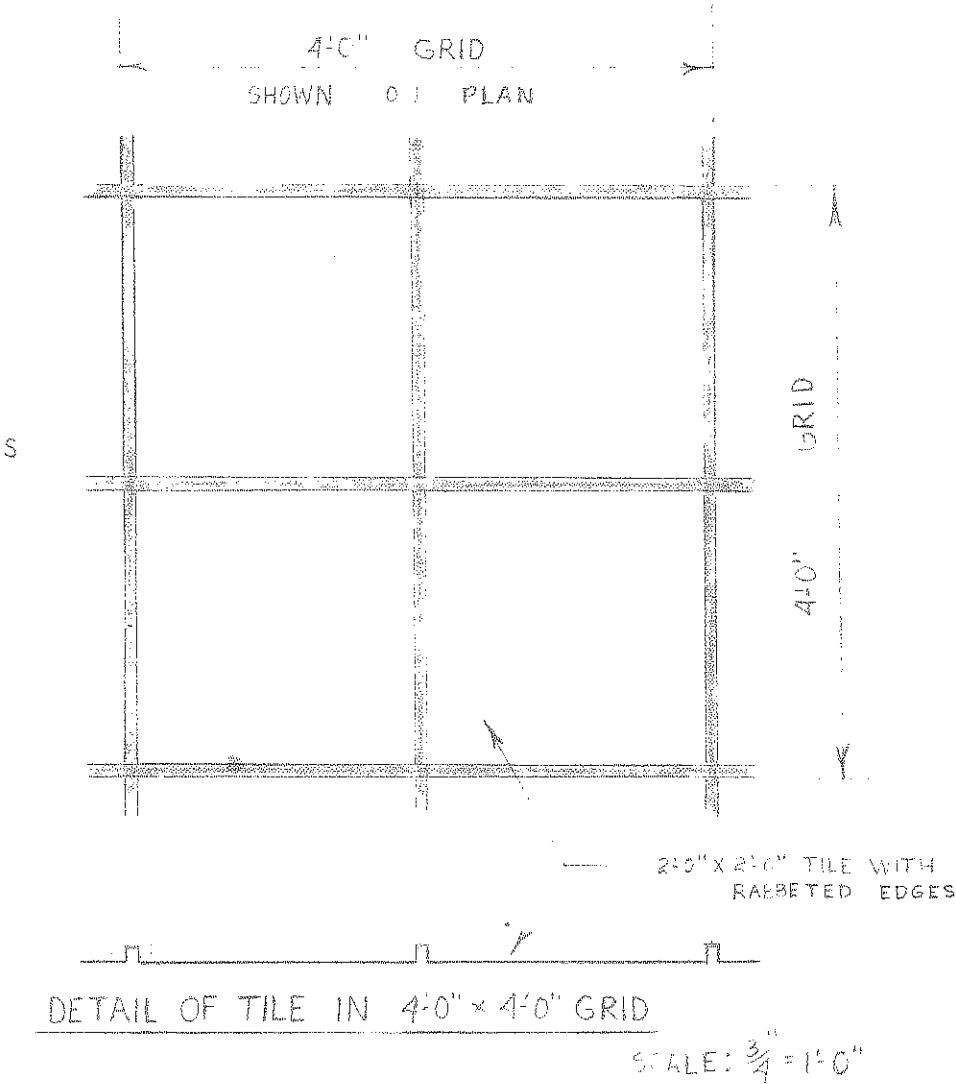 4'-0" GRID
SHOWN ON PLAN
GRID
4'-0"
S
2'-0" X 2'-0" TILE WITH
RABBETED EDGES
DETAIL OF TILE IN 4'-0" x 4'-0" GRID
SCALE: 3/4" = 1'-0"